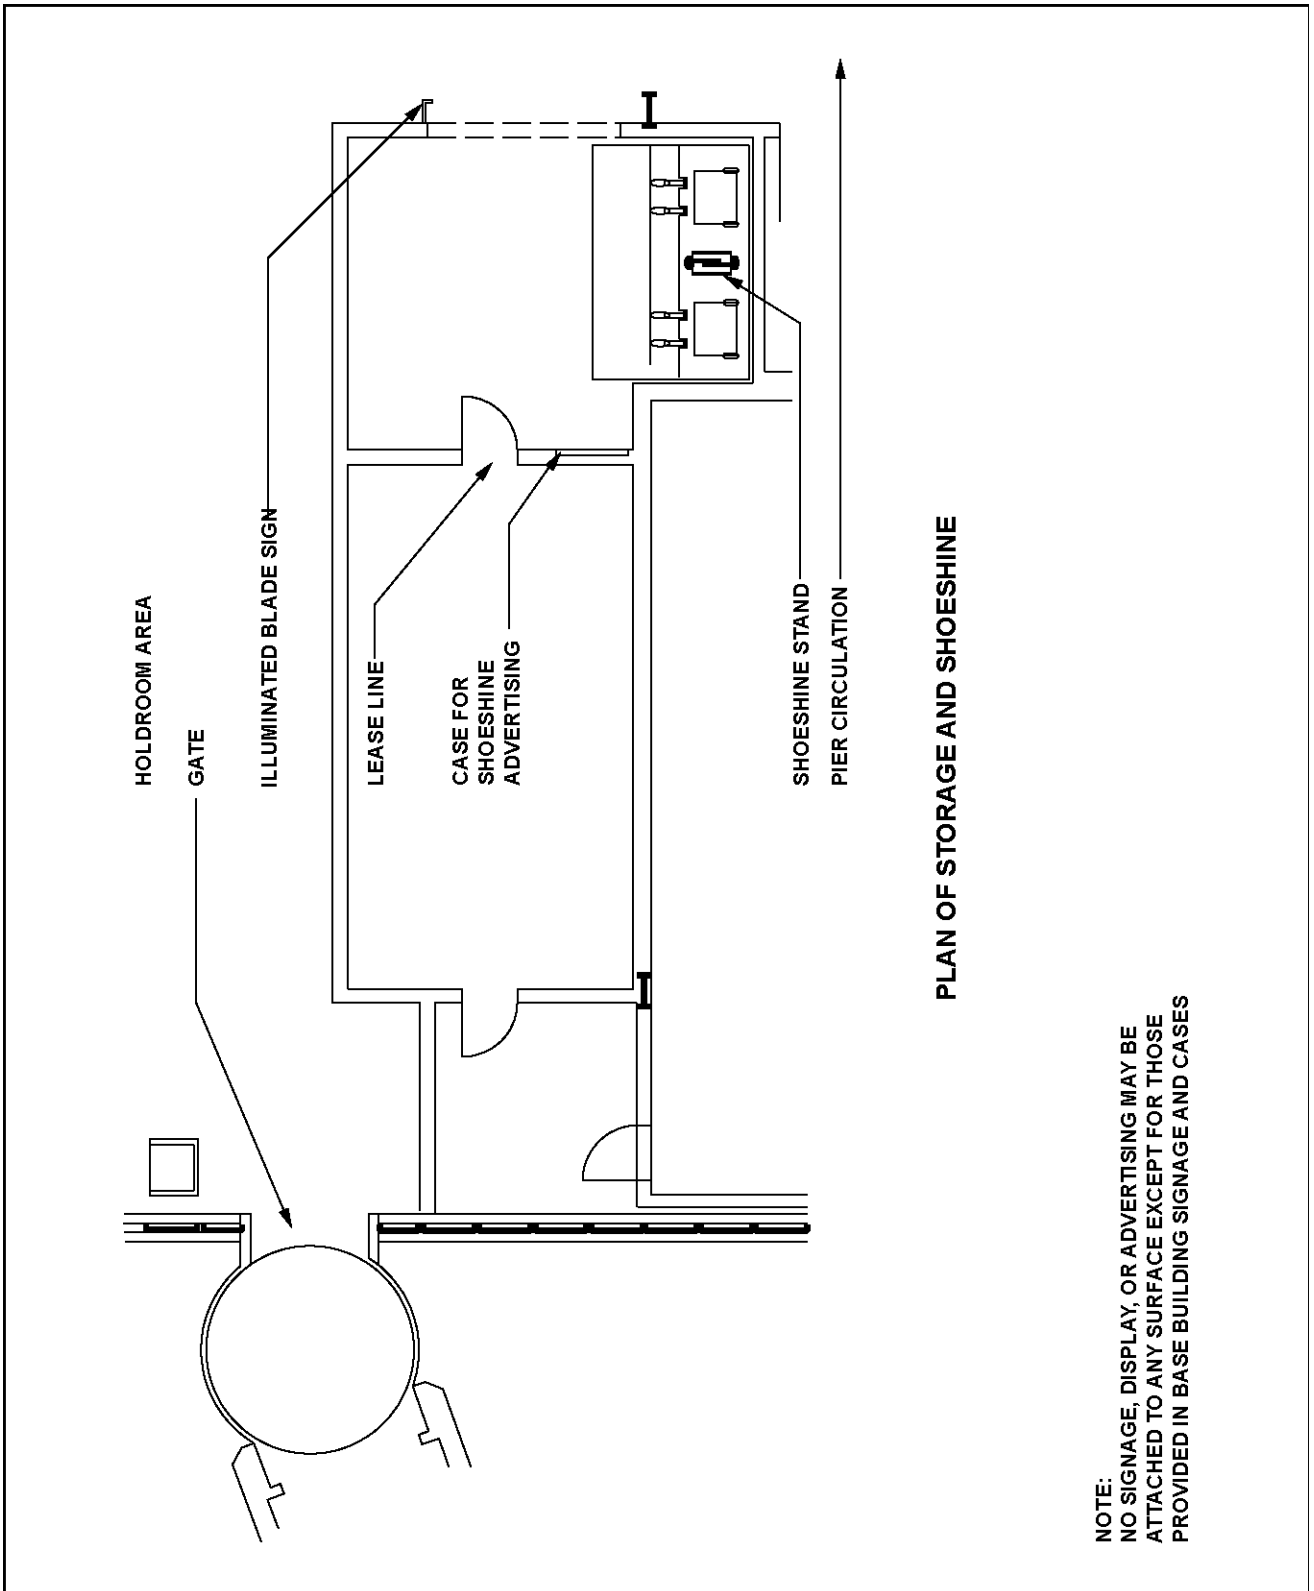 HOLDROOM AREA
GATE
ILLUMINATED BLADE SIGN
LEASE LINE
CASE FOR
SHOESHINE
ADVERTISING
SHOESHINE STAND
PIER CIRCULATION
PLAN OF STORAGE AND SHOESHINE
NOTE:
NO SIGNAGE, DISPLAY, OR ADVERTISING MAY BE
ATTACHED TO ANY SURFACE EXCEPT FOR THOSE
PROVIDED IN BASE BUILDING SIGNAGE AND CASES